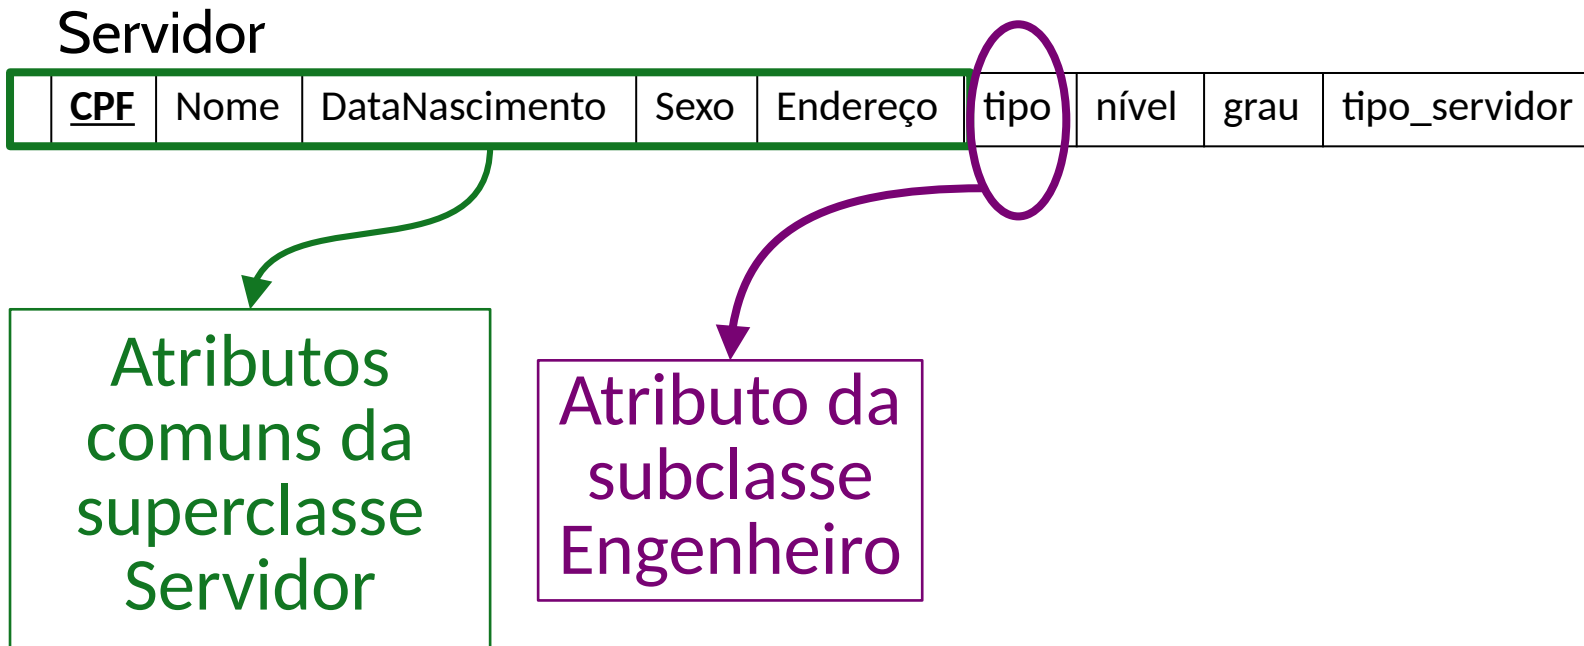 Servidor
CPF Nome DataNascimento Sexo Endereço tipo nível grau tipo_servidor
Atributos
comuns da
superclasse
Servidor
Atributo da
subclasse
Engenheiro